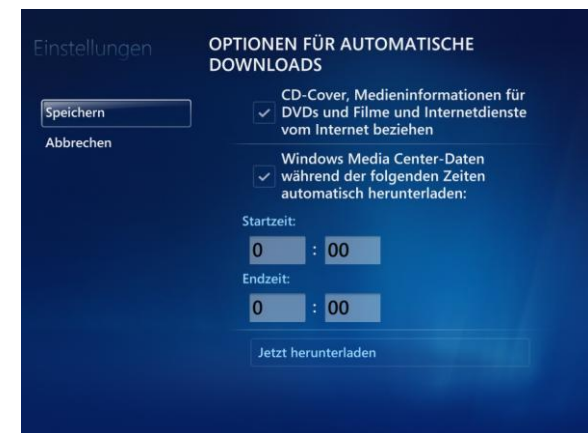 Einstellungen
OPTIONEN FÜR AUTOMATISCHE
DOWNLOADS
Speichern
Abbrechen
CD-Cover, Medieninformationen für
DVDs und Filme und Internetdienste
vom Internet beziehen
Windows Media Center-Daten
während der folgenden Zeiten
automatisch herunterladen:
Startzeit:
0 : 00
Endzeit:
0 : 00
Jetzt herunterladen